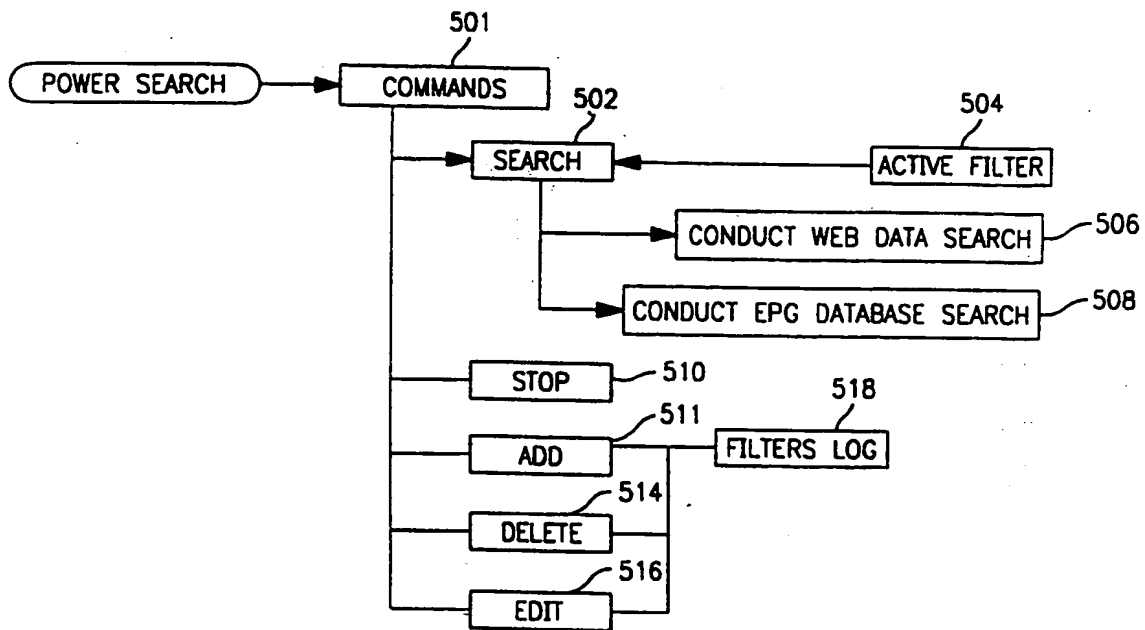 501
POWER SEARCH
COMMANDS
502
504
SEARCH
ACTIVE FILTER
CONDUCT WEB DATA SEARCH
506
CONDUCT EPG DATABASE SEARCH
508
STOP
510
511
518
ADD
FILTERS LOG
514
DELETE
516
EDIT